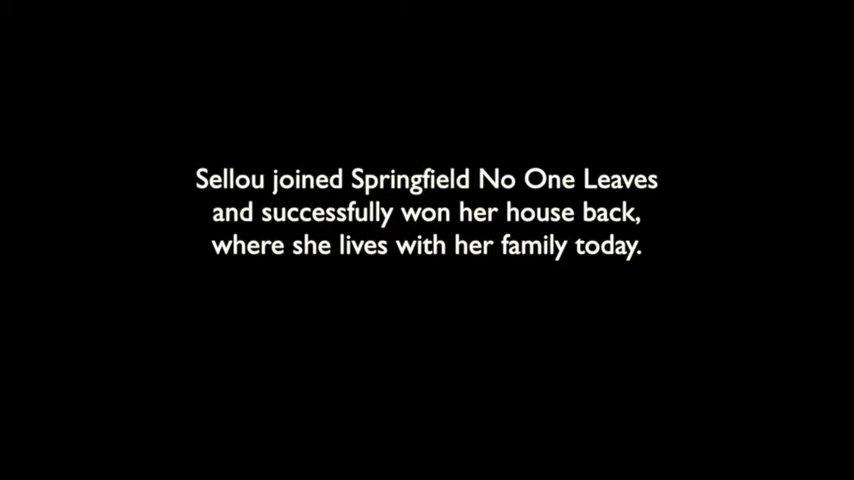 Sellou joined Springfield No One Leaves
and successfully won her house back,
where she lives with her family today.